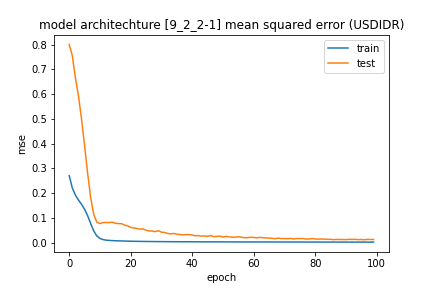 model architechture [9_2_2-1] mean squared error (USDIDR)
train
test
0.8
0.7
0.6
0.5
0.4
0.3
0.2
0.1
0.0
mse
0 20 40 60 80 100
epoch